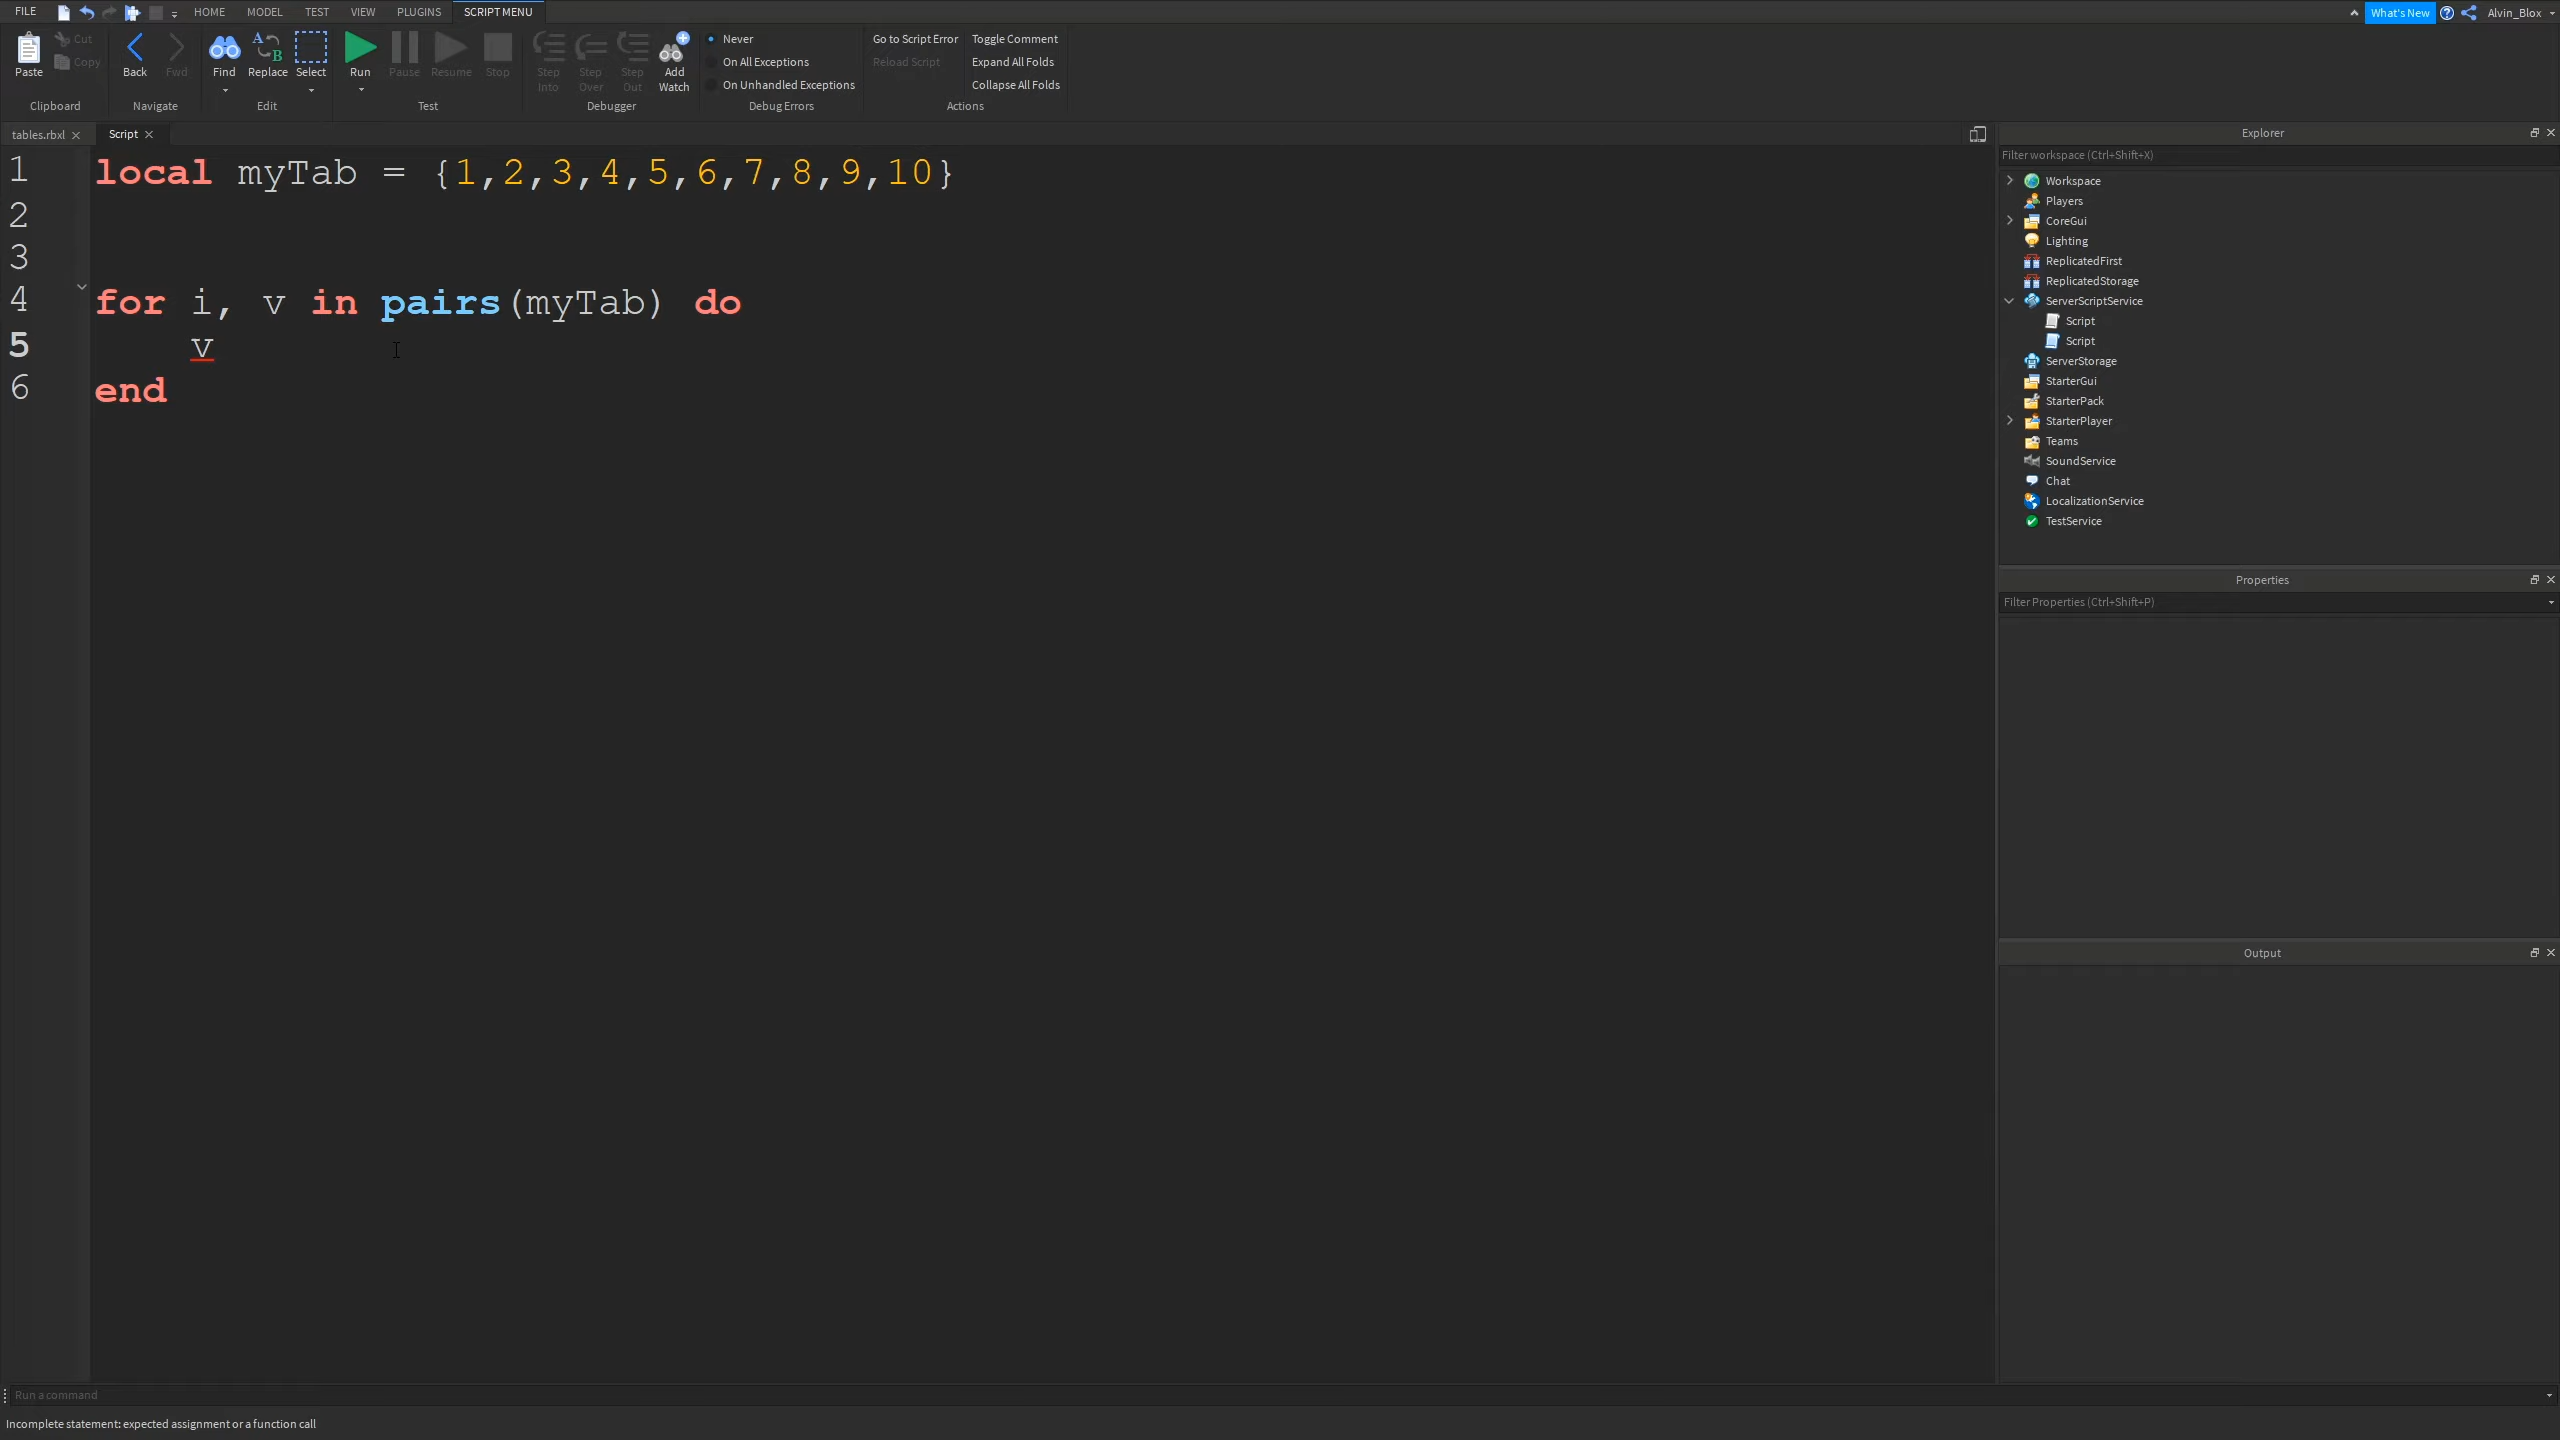 FILE HOME MODEL TEST VIEW PLUGINS SCRIPT MENU What's New Alvin_Blox
Paste Cut Copy Clipboard
Back Fwd Navigate
Find Replace Select Edit
Run Pause Resume Stop Test
Step Into Step Over Step Out Add Watch Debugger
Never
On All Exceptions
On Unhandled Exceptions
Debug Errors
Go to Script Error Toggle Comment
Reload Script Expand All Folds
Collapse All Folds
Actions
tables.rbxl Script
1 local myTab = {1,2,3,4,5,6,7,8,9,10}
2
3
4 for i, v in pairs(myTab) do
5 v
6 end
Explorer
Filter workspace (Ctrl+Shift+X)
Workspace
Players
CoreGui
Lighting
ReplicatedFirst
ReplicatedStorage
ServerScriptService
Script
Script
ServerStorage
StarterGui
StarterPack
StarterPlayer
Teams
SoundService
Chat
LocalizationService
TestService
Properties
Filter Properties (Ctrl+Shift+P)
Output
Run a command
Incomplete statement: expected assignment or a function call